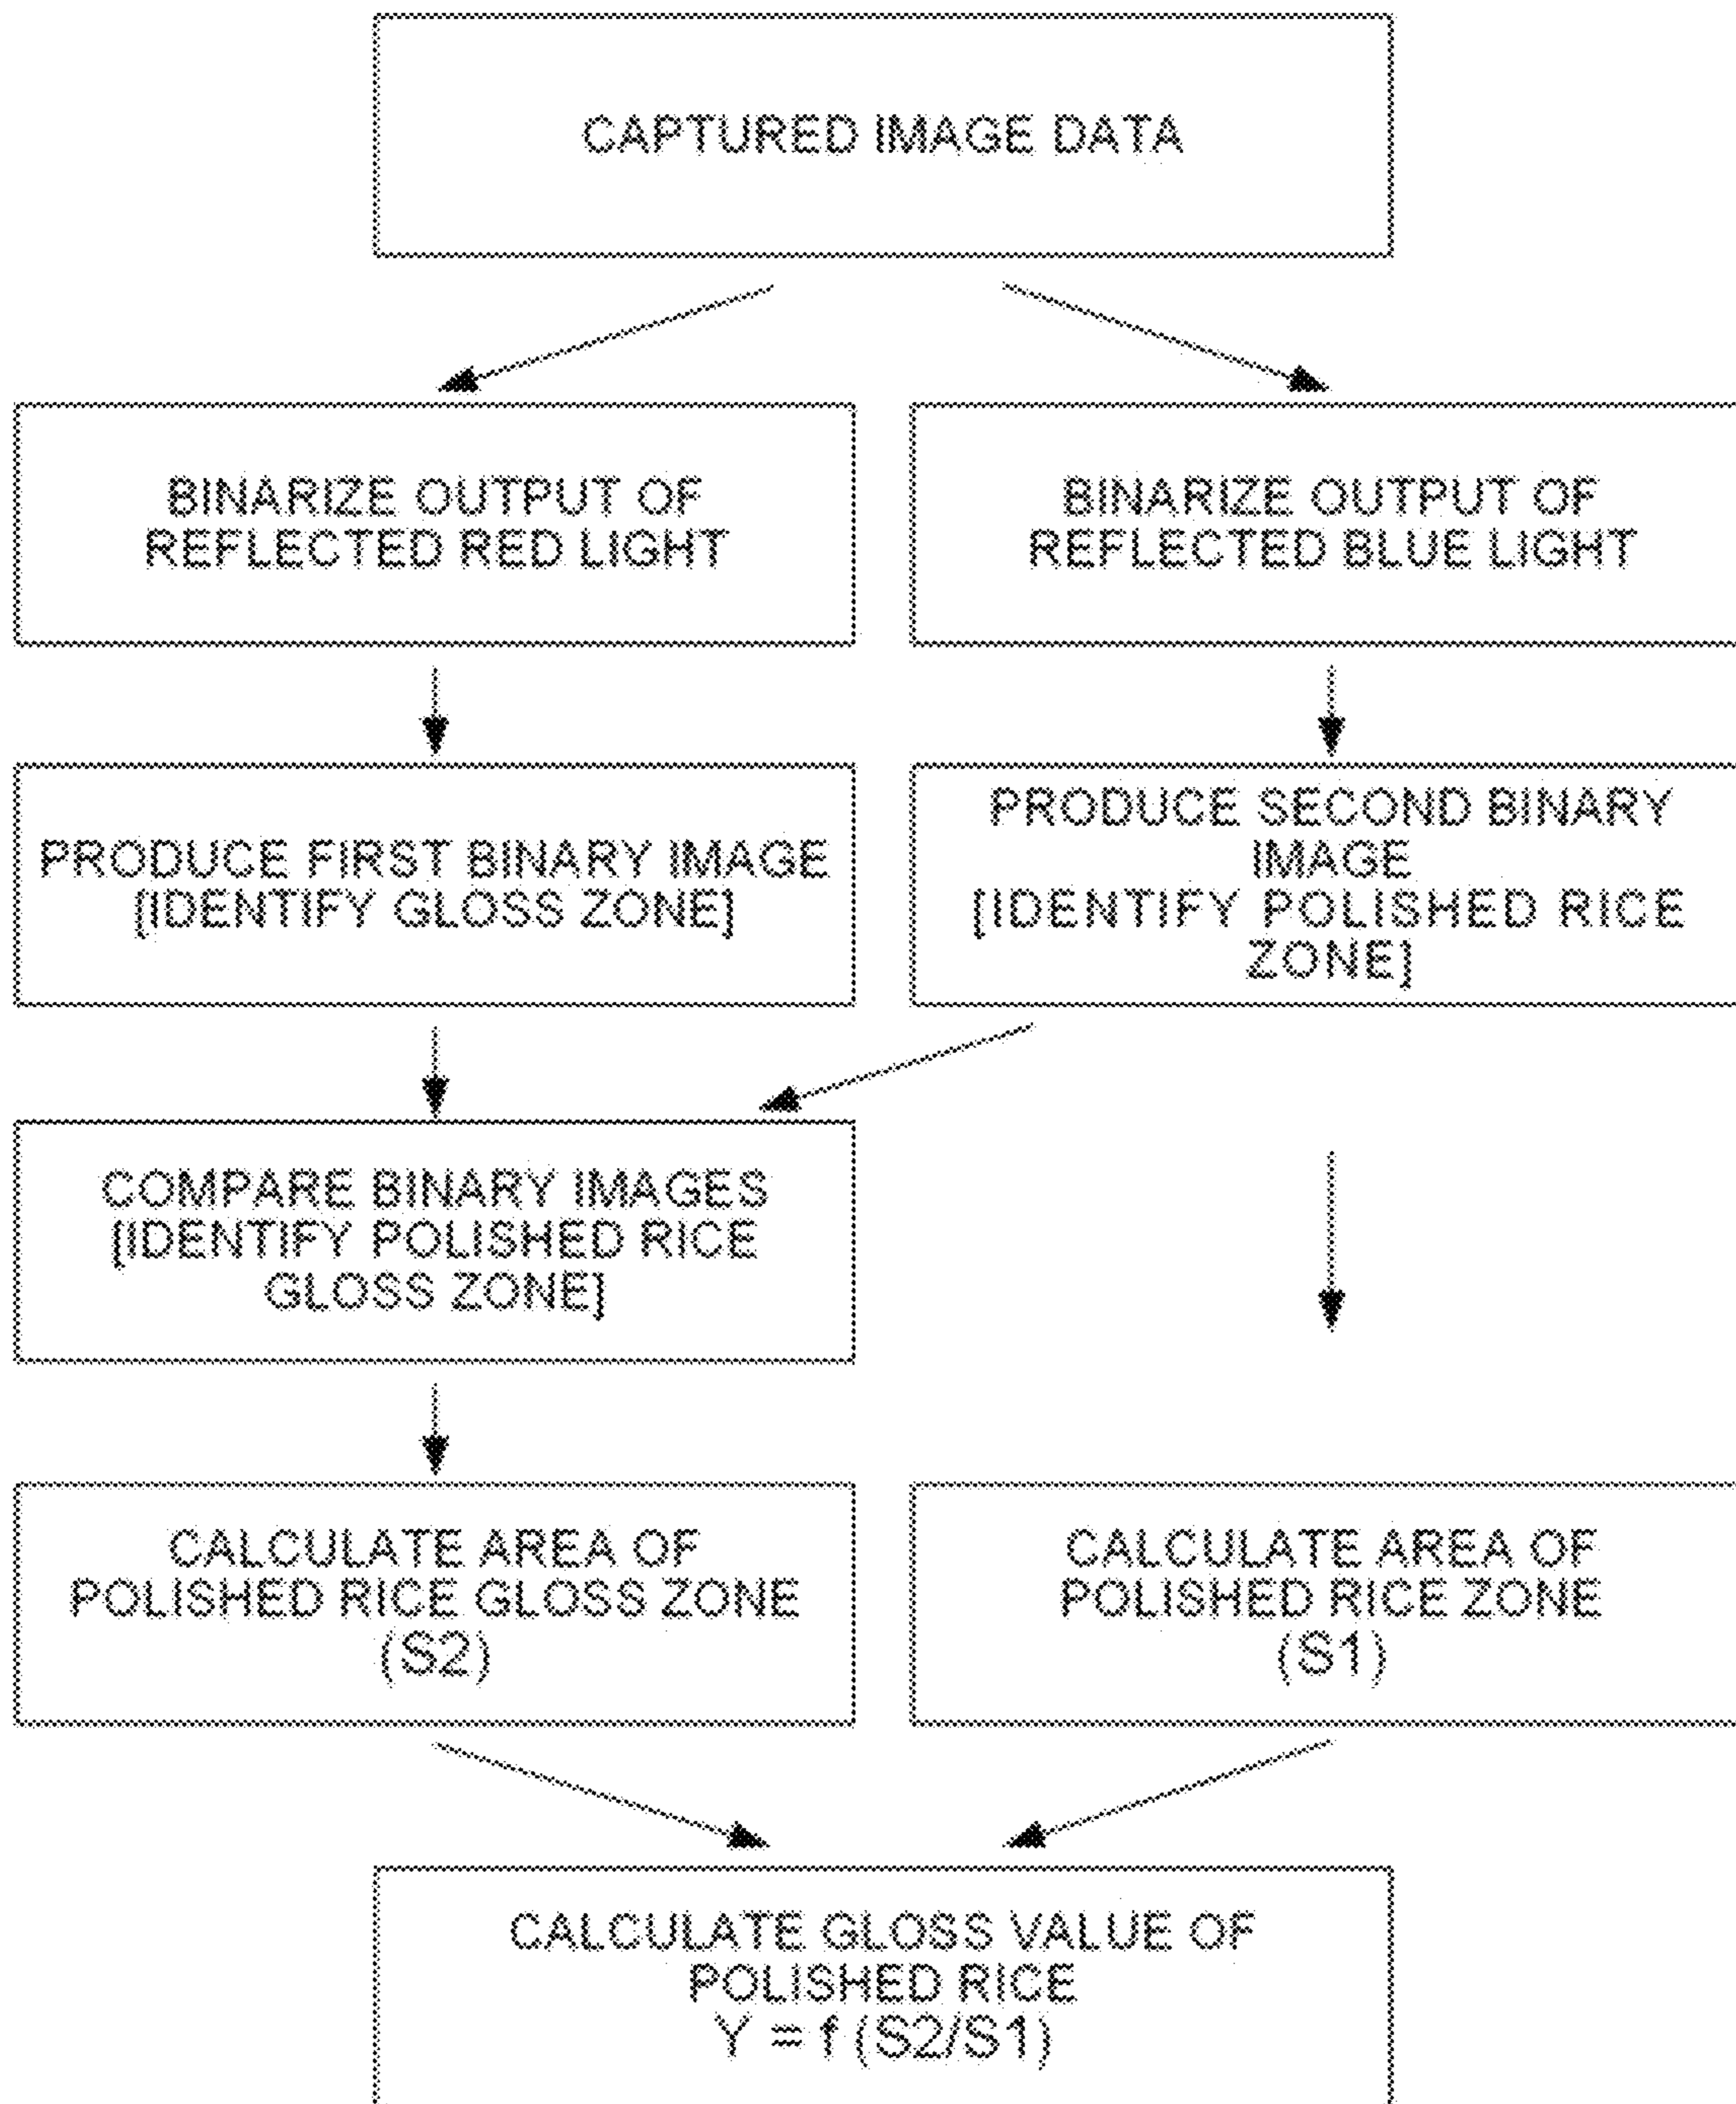 CAPTURED IMAGE DATA
BINARIZE OUTPUT OF
REFLECTED RED LIGHT
BINARIZE OUTPUT OF
REFLECTED BLUE LIGHT
PRODUCE FIRST BINARY IMAGE
[IDENTIFY GLOSS ZONE]
PRODUCE SECOND BINARY
IMAGE
[IDENTIFY POLISHED RICE
ZONE]
COMPARE BINARY IMAGES
[IDENTIFY POLISHED RICE
GLOSS ZONE]
CALCULATE AREA OF
POLISHED RICE GLOSS ZONE
(S2)
CALCULATE AREA OF
POLISHED RICE ZONE
(S1)
CALCULATE GLOSS VALUE OF
POLISHED RICE
Y = f (S2/S1)